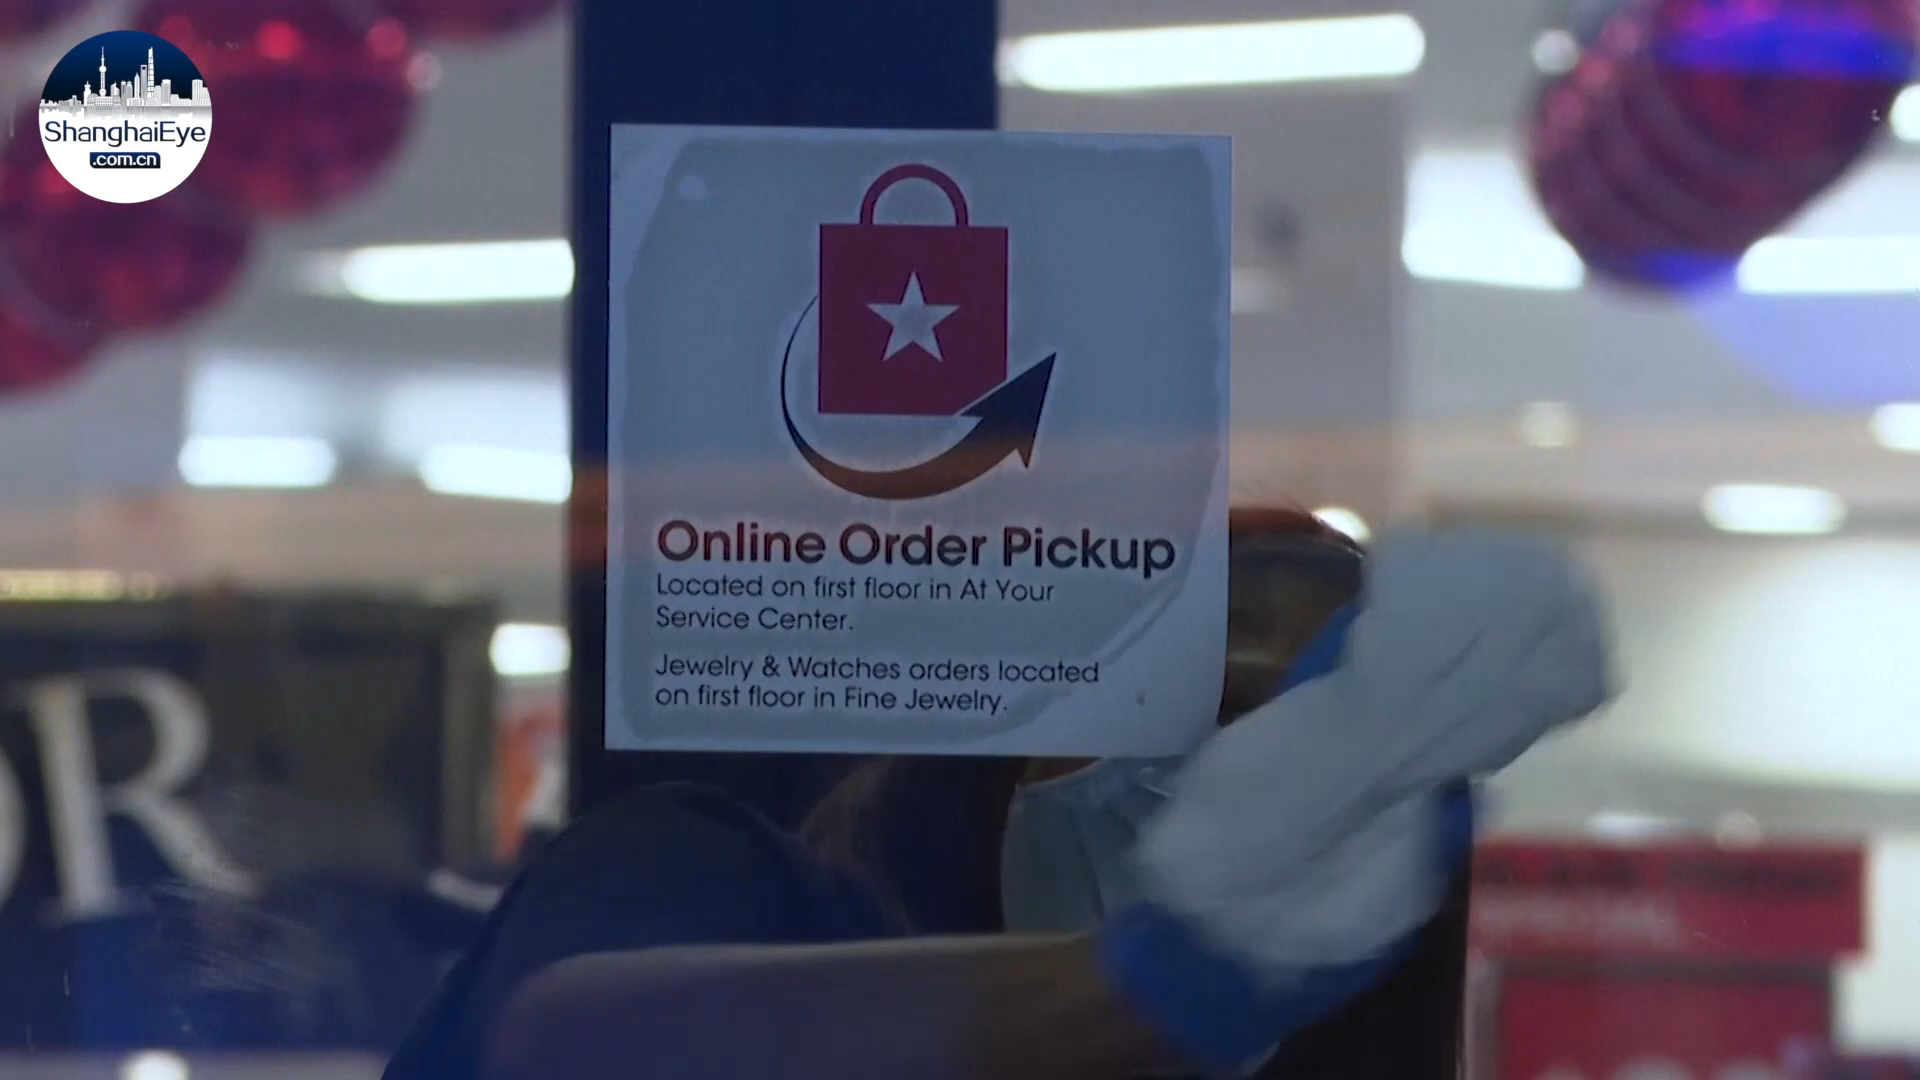 ShanghaiEye
.com.cn
Online Order Pickup
Located on first floor in At Your
Service Center.
Jewelry & Watches orders located
on first floor in Fine Jewelry.
OR